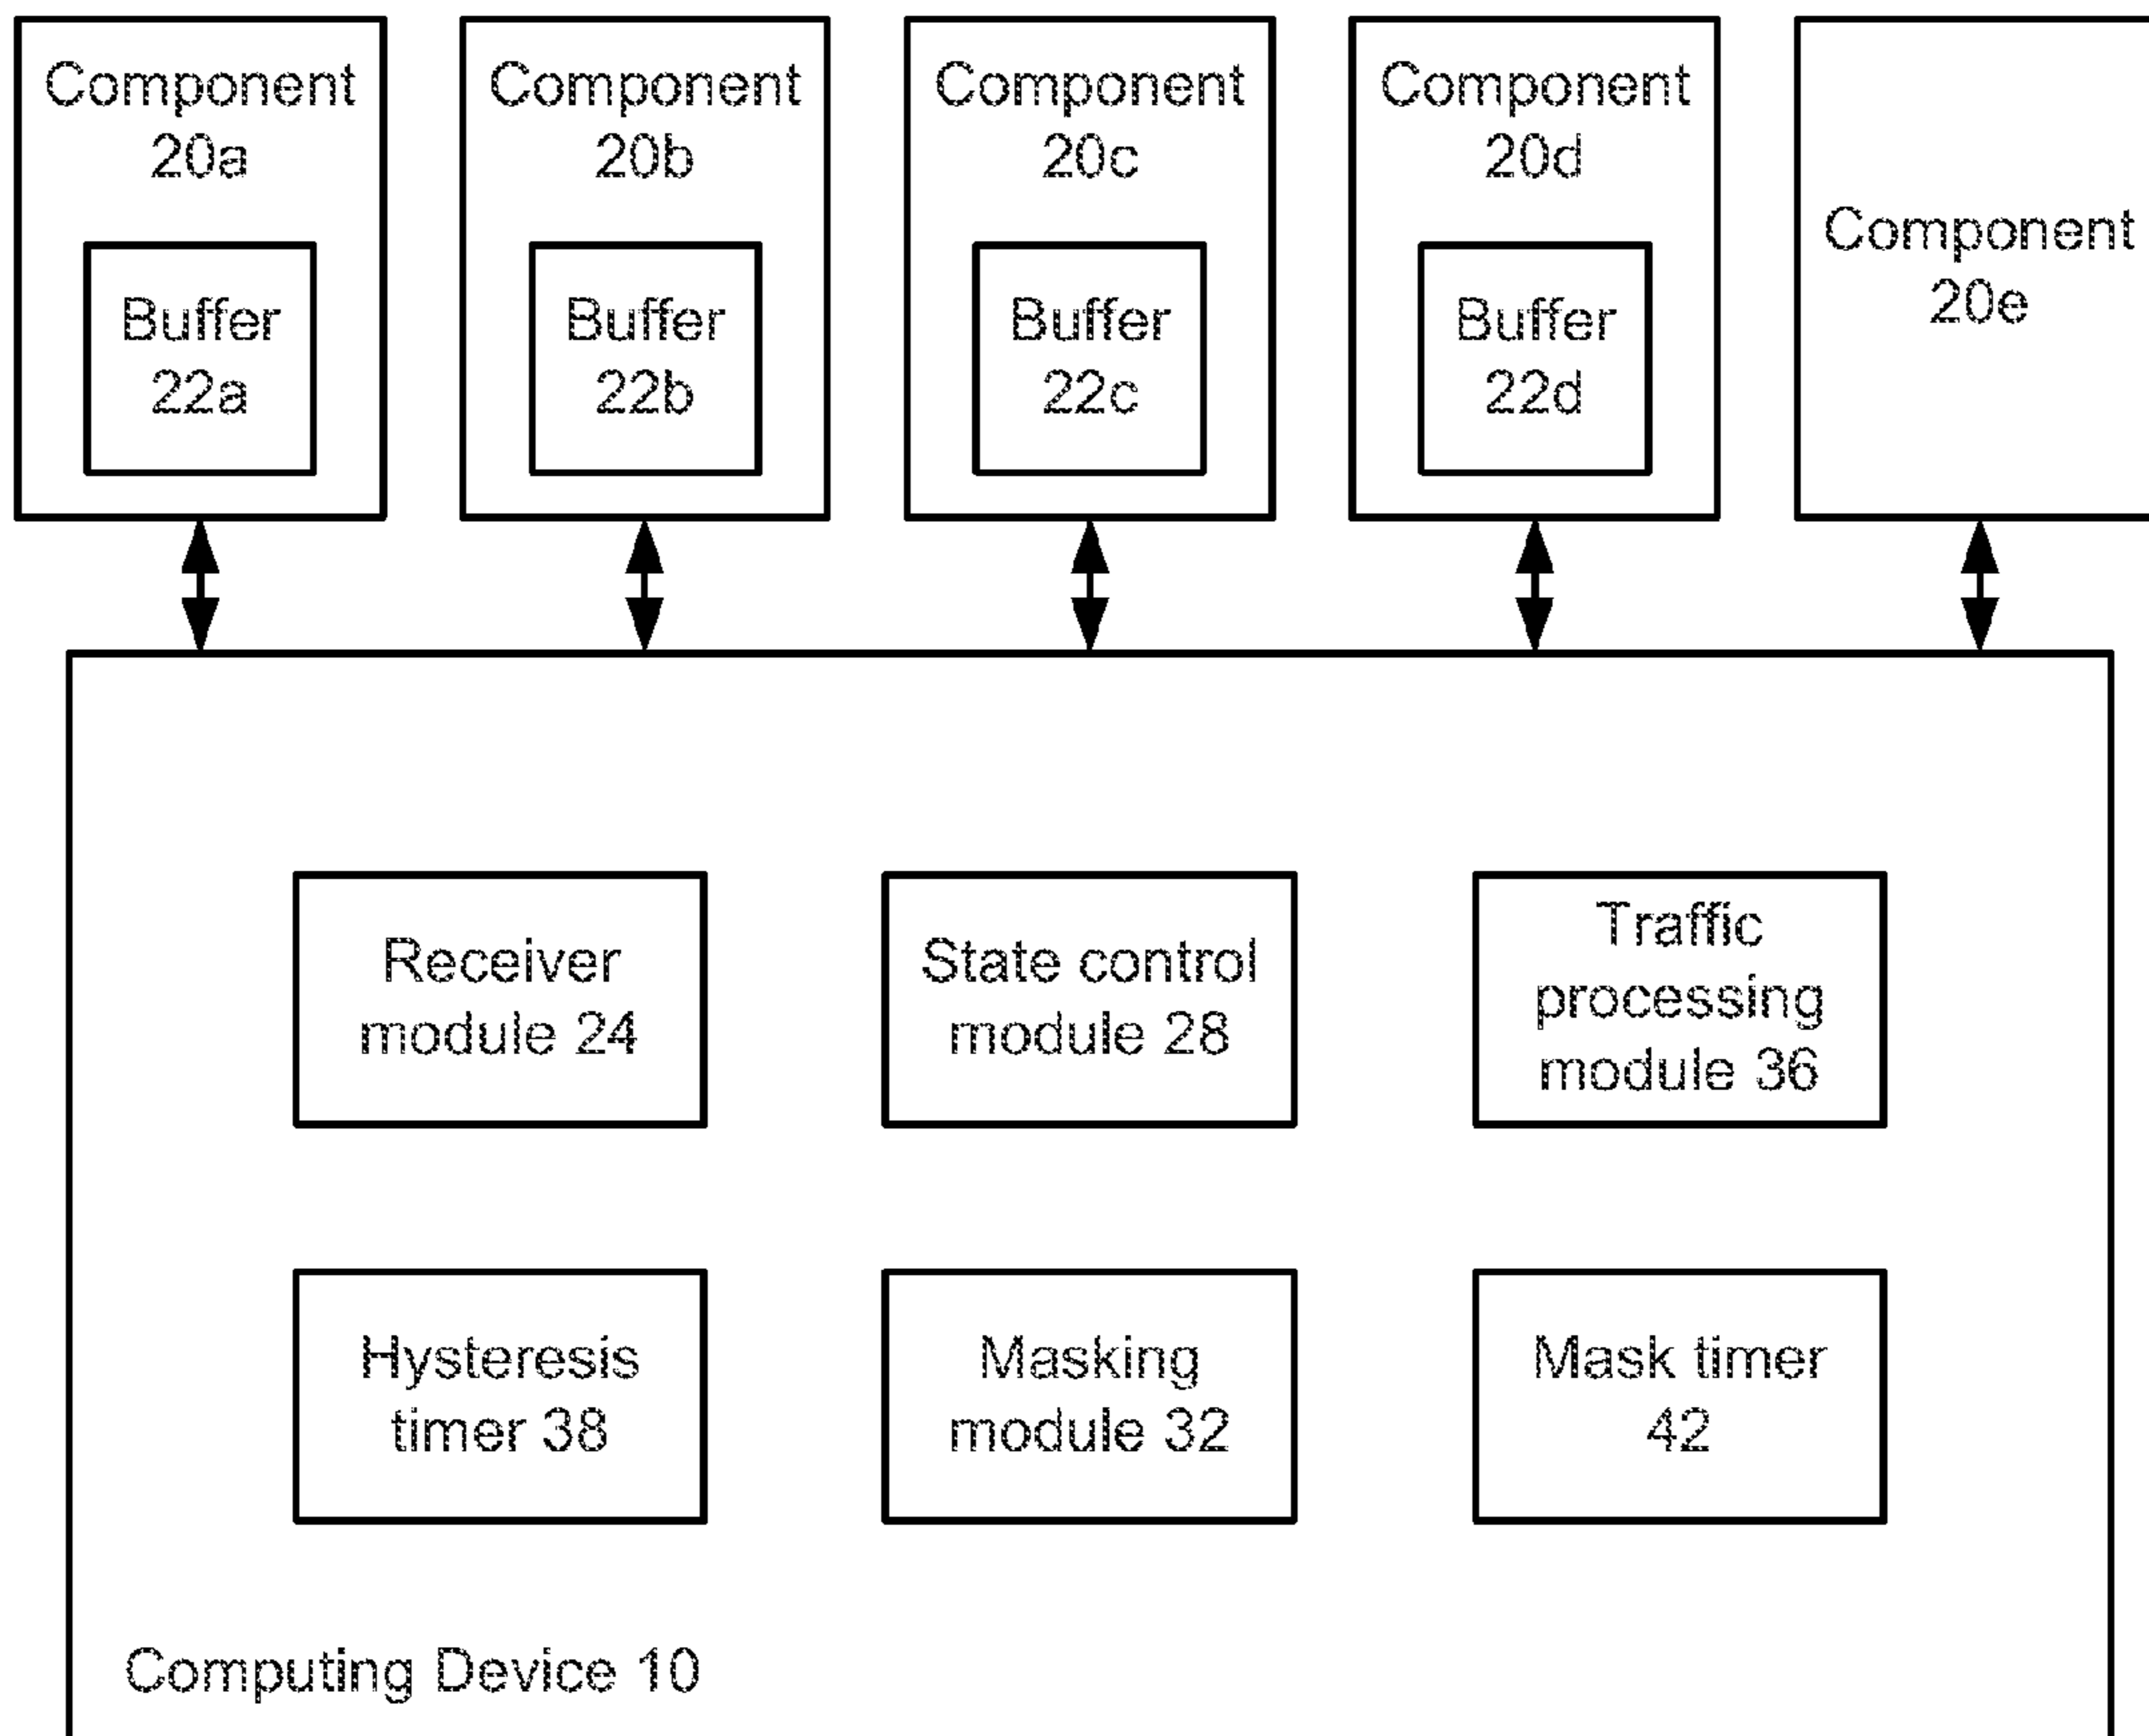 Component
20a
Buffer
22a
Component
20b
Buffer
22b
Component
20c
Buffer
22c
Component
20d
Buffer
22d
Component
20e
Receiver
module 24
State control
module 28
Traffic
processing
module 36
Hysteresis
timer 38
Masking
module 32
Mask timer
42
Computing Device 10